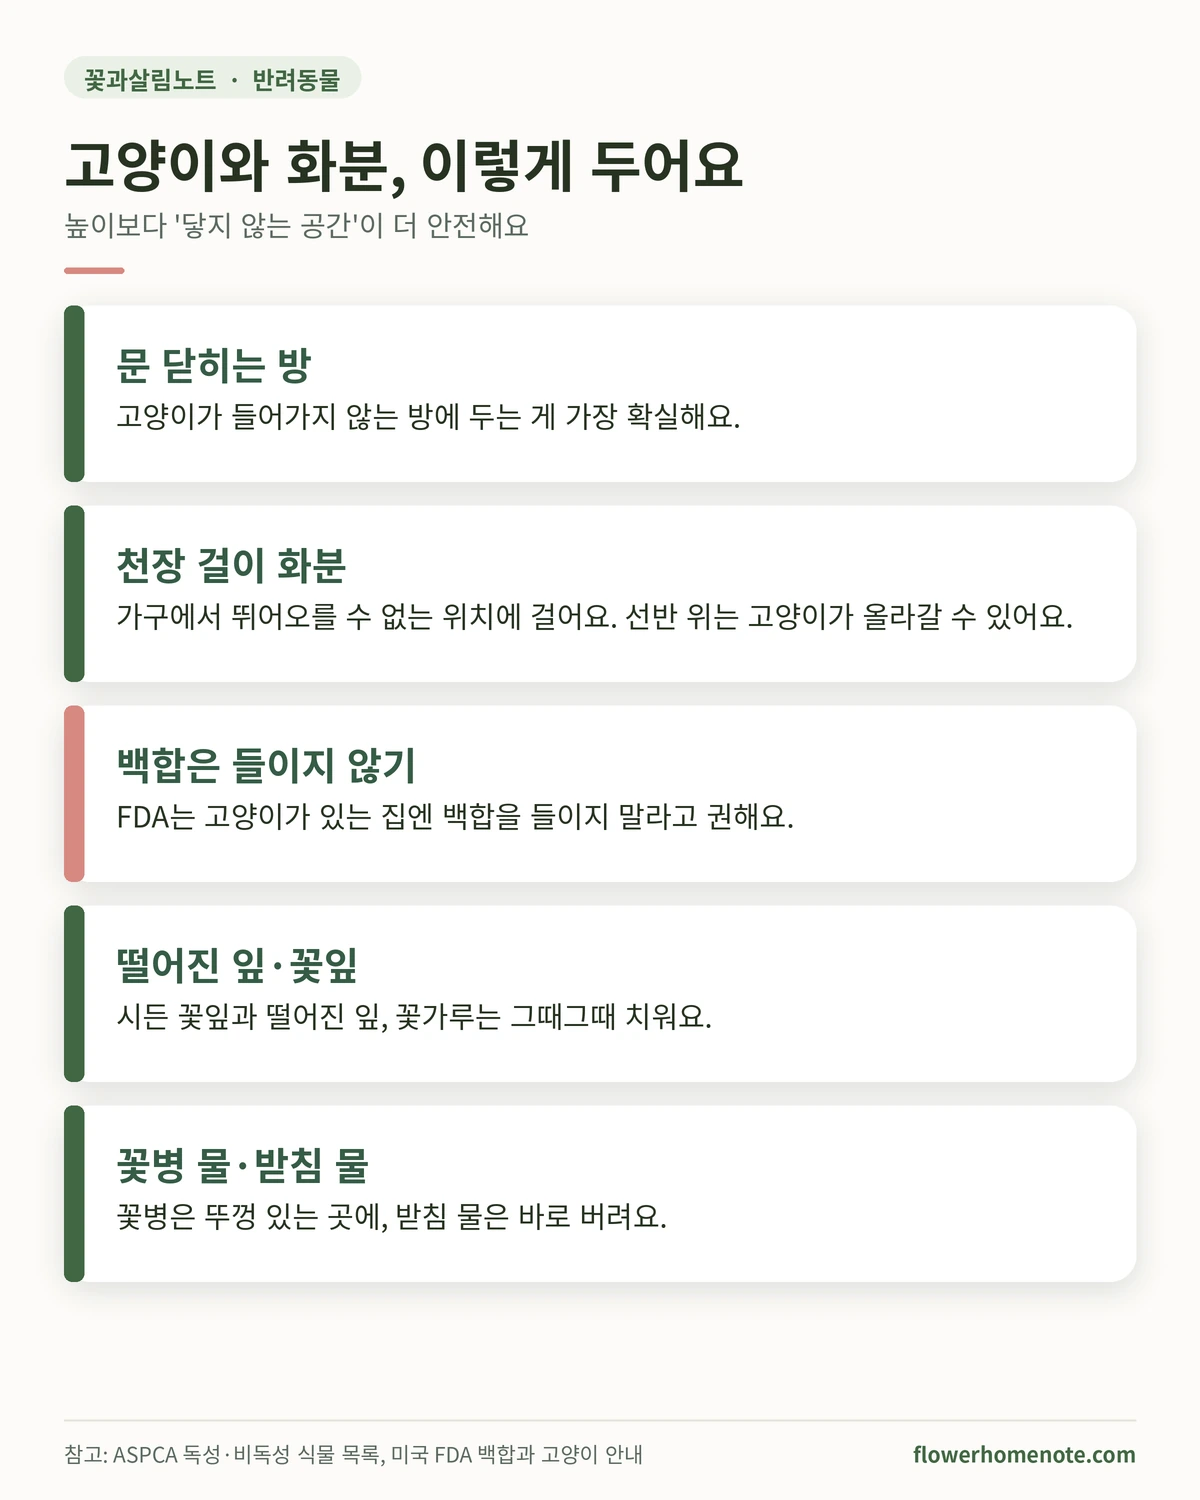 꽃과살림노트 · 반려동물
고양이와 화분, 이렇게 두어요
높이보다 '닿지 않는 공간'이 더 안전해요
문 닫히는 방
고양이가 들어가지 않는 방에 두는 게 가장 확실해요.
천장 걸이 화분
가구에서 뛰어오를 수 없는 위치에 걸어요. 선반 위는 고양이가 올라갈 수 있어요.
백합은 들이지 않기
FDA는 고양이가 있는 집엔 백합을 들이지 말라고 권해요.
떨어진 잎·꽃잎
시든 꽃잎과 떨어진 잎, 꽃가루는 그때그때 치워요.
꽃병 물·받침 물
꽃병은 뚜껑 있는 곳에, 받침 물은 바로 버려요.
참고: ASPCA 독성·비독성 식물 목록, 미국 FDA 백합과 고양이 안내
flowerhomenote.com